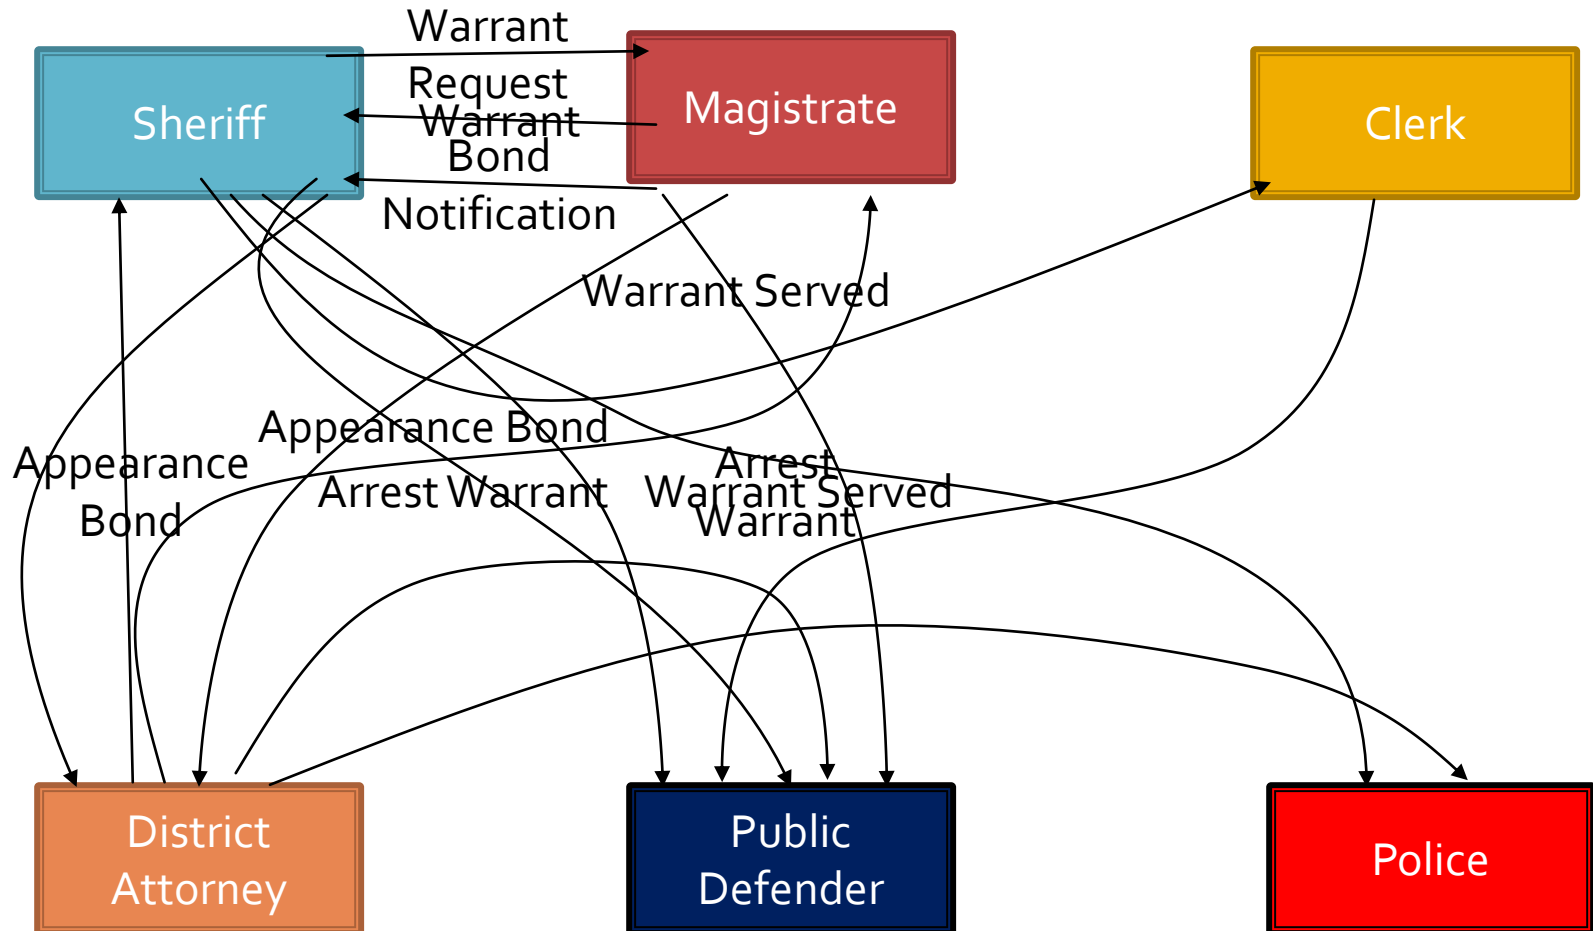 Warrant
Request
Warrant
Bond
Notification
Sheriff
Magistrate
Clerk
Warrant Served
Appearance Bond
Appearance
Bond
Arrest Warrant
Arrest
Warrant
Warrant Served
District
Attorney
Public
Defender
Police